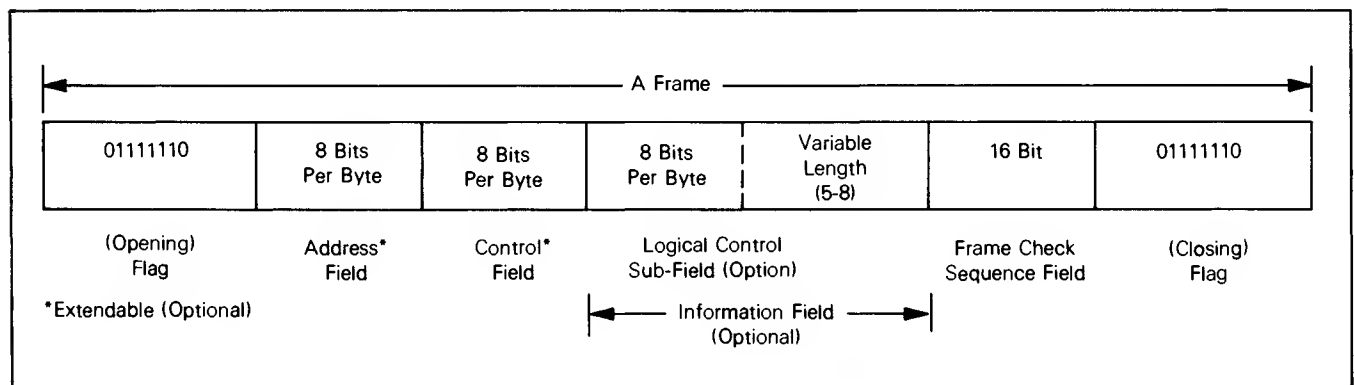 A Frame
01111110
8 Bits
Per Byte
8 Bits
Per Byte
8 Bits
Per Byte
Variable
Length
(5-8)
16 Bit
01111110
(Opening)
Flag
Address*
Field
Control*
Field
Logical Control
Sub-Field (Option)
Frame Check
Sequence Field
(Closing)
Flag
*Extendable (Optional)
Information Field
(Optional)